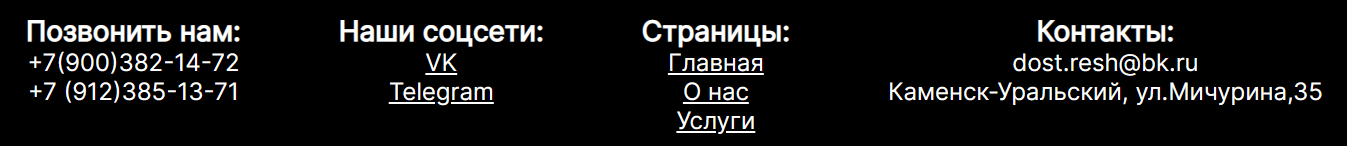 Позвонить нам:
+7(900)382-14-72
+7 (912)385-13-71
Наши соцсети:
VK
Telegram
Страницы:
Главная
О нас
Услуги
Контакты:
dost.resh@bk.ru
Каменск-Уральский, ул.Мичурина,35